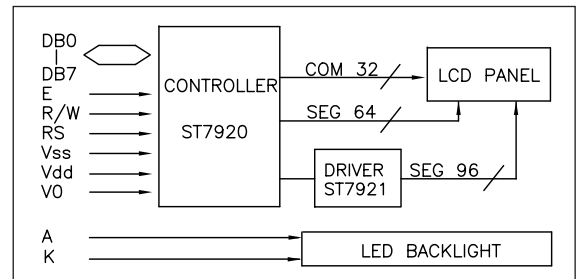 DB0
DB7
E
R/W
RS
Vss
Vdd
V0
CONTROLLER
ST7920
COM 32
SEG 64
LCD PANEL
DRIVER
ST7921
SEG 96
A
K
LED BACKLIGHT